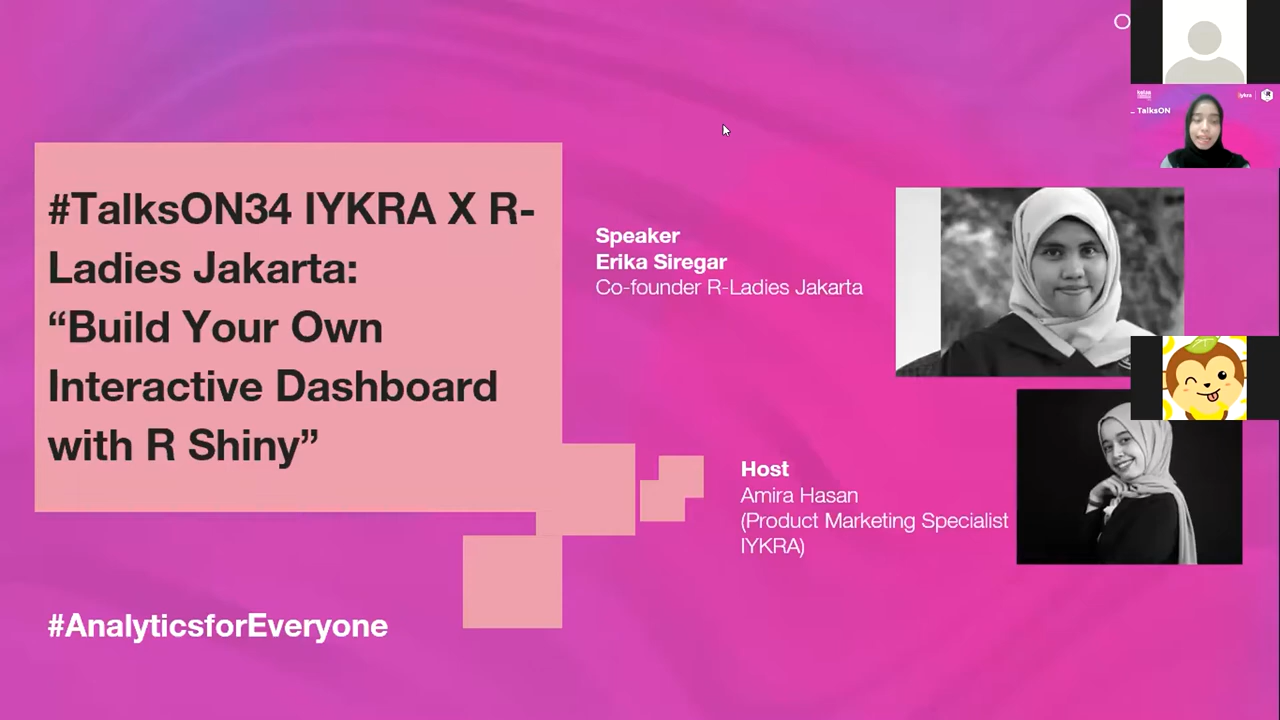 #TalksON34 IYKRA X R-
Ladies Jakarta:
“Build Your Own
Interactive Dashboard
with R Shiny”
#AnalyticsforEveryone
Speaker
Erika Siregar
Co-founder R-Ladies Jakarta
Host
Amira Hasan
(Product Marketing Specialist
IYKRA)
iykra
TalksON